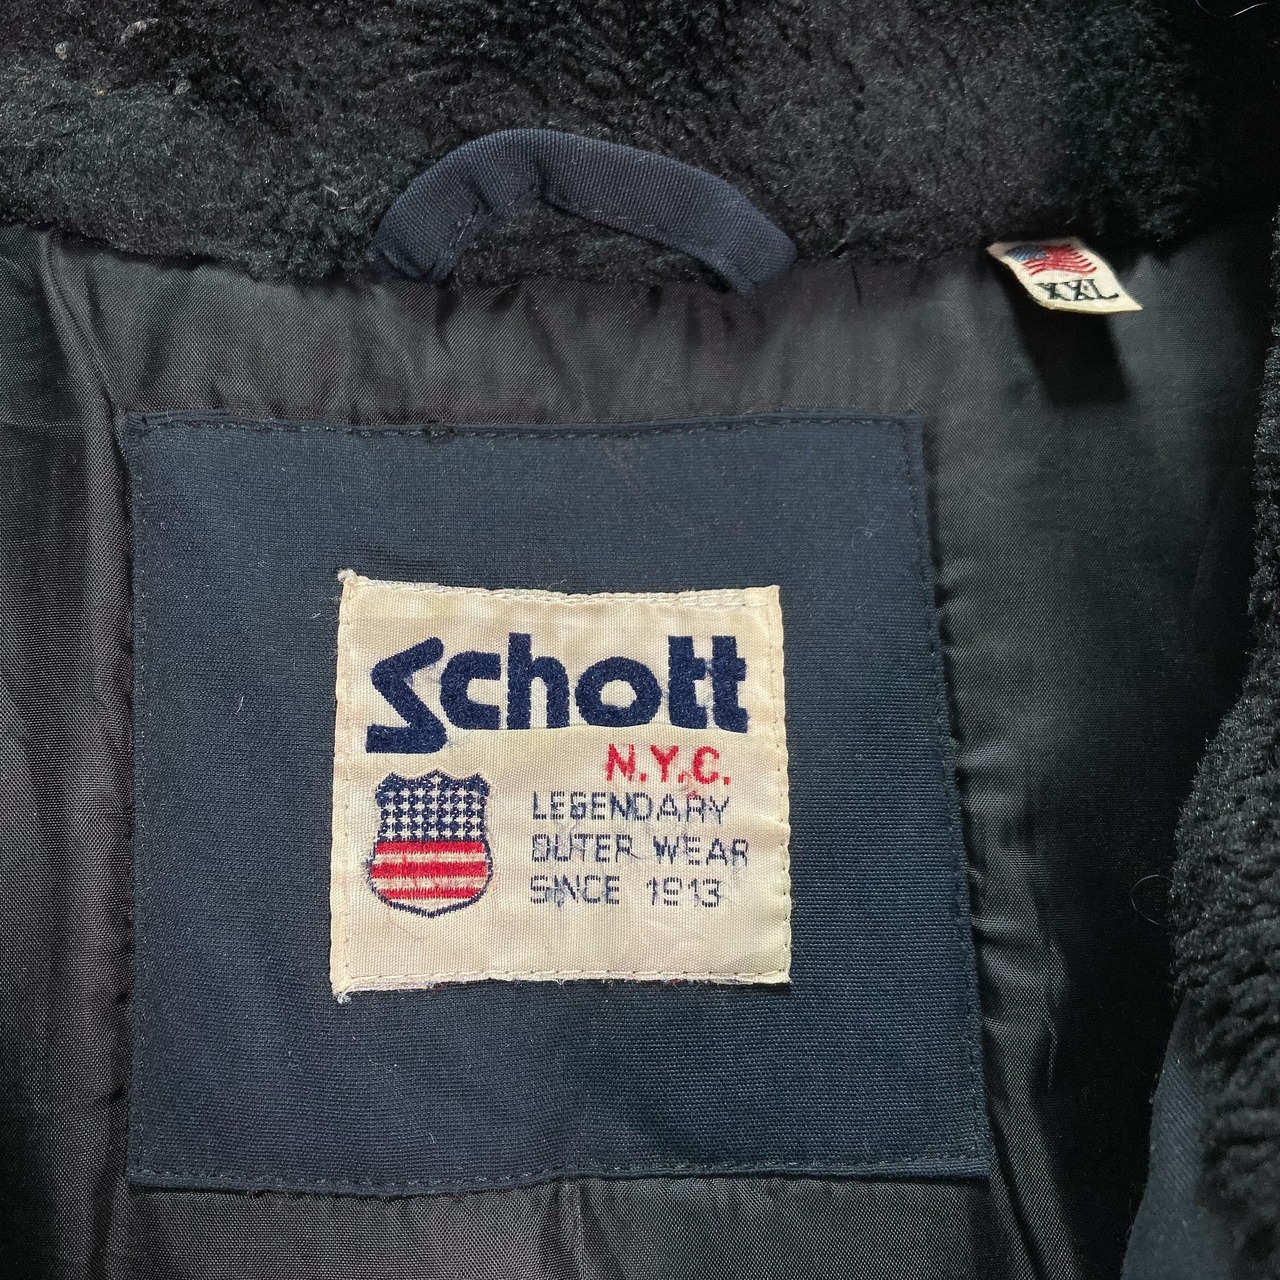 XXL
Schott
N.Y.C.
LEGENDARY
OUTER WEAR
SINCE 1913